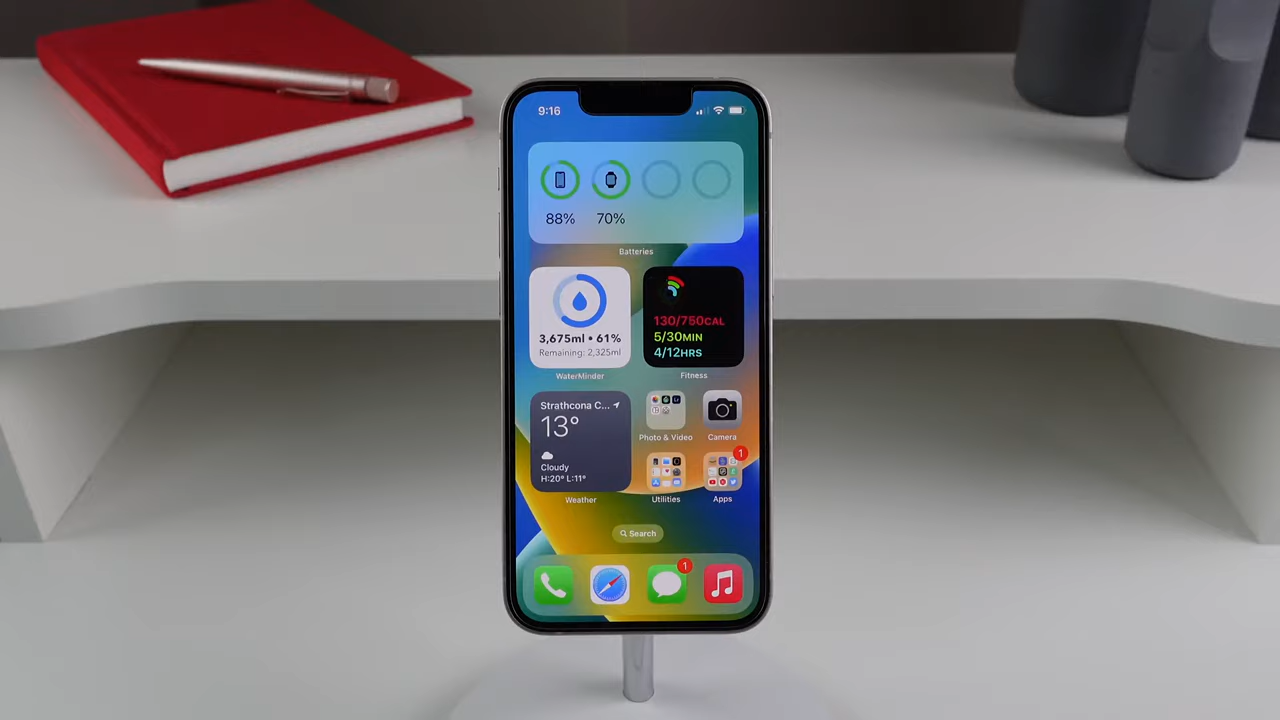 9:16
88% 70%
Batteries
3,675ml • 61%
Remaining: 2,325ml
WaterMinder
130/750CAL
5/30MIN
4/12HRS
Fitness
Strathcona C...
13°
Cloudy
H:20° L:11°
Weather
Photo & Video
Camera
Utilities
1
Apps
Search
1